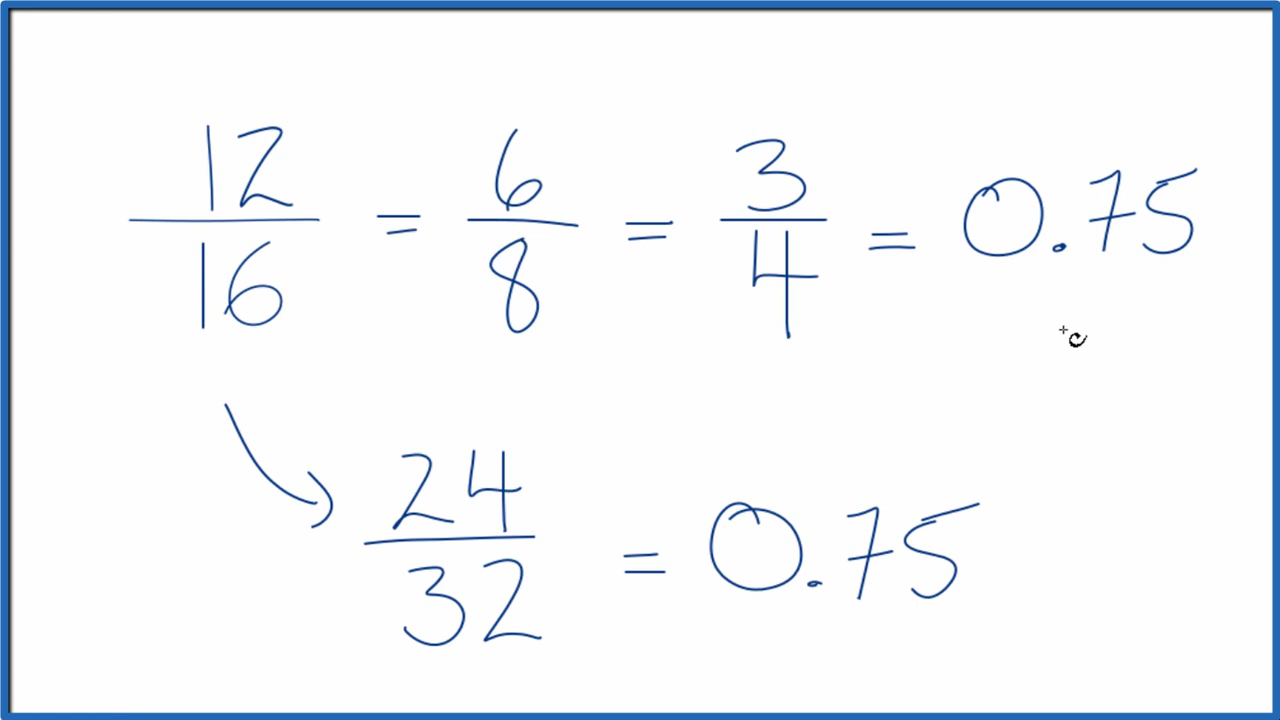 12/16 = 6/8 = 3/4 = 0.75
24/32 = 0.75